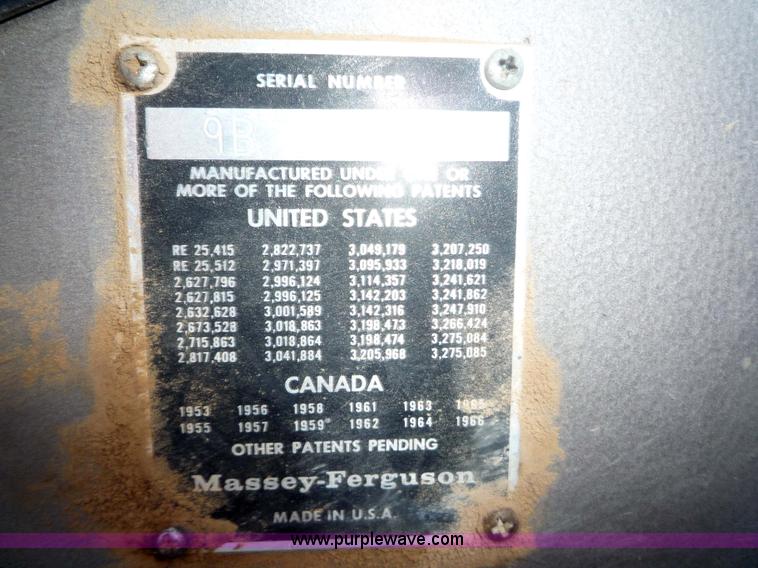 SERIAL NUMBER
9B
MANUFACTURED UNDER ONE OR
MORE OF THE FOLLOWING PATENTS
UNITED STATES
RE 25,415 2,822,737 3,049,179 3,207,250
RE 25,512 2,971,397 3,095,933 3,218,019
2,627,796 2,996,124 3,114,357 3,241,621
2,627,815 2,996,125 3,142,203 3,241,862
2,632,628 3,001,589 3,142,316 3,247,910
2,673,528 3,018,863 3,198,473 3,266,424
2,715,863 3,018,864 3,198,474 3,275,084
2,817,408 3,041,884 3,205,968 3,275,085
CANADA
1953 1956 1958 1961 1963 1965
1955 1957 1959 1962 1964 1966
OTHER PATENTS PENDING
Massey-Ferguson
MADE IN U.S.A.
www.purplewave.com